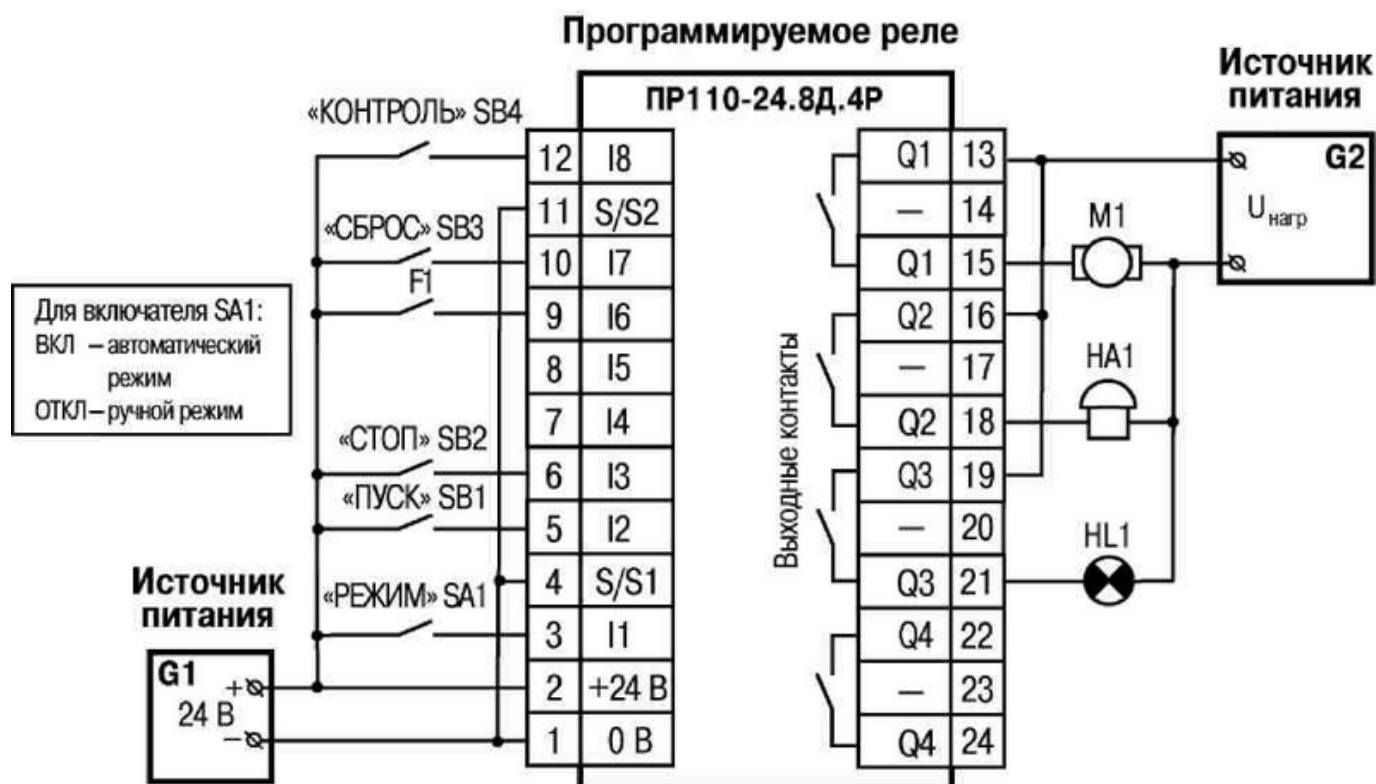 Программируемое реле
Источник
питания
ПР110-24.8Д.4Р
G2
U нагр
«КОНТРОЛЬ» SB4
12 I8
11 S/S2
«СБРОС» SB3
10 I7
F1
9 I6
8 I5
7 I4
«СТОП» SB2
6 I3
«ПУСК» SB1
5 I2
4 S/S1
«РЕЖИМ» SA1
3 I1
2 +24 В
1 0 В
Для включателя SA1:
ВКЛ – автоматический
режим
ОТКЛ – ручной режим
Источник
питания
G1
+
24 В
–
Выходные контакты
Q1 13
— 14
Q1 15
Q2 16
— 17
Q2 18
Q3 19
— 20
Q3 21
Q4 22
— 23
Q4 24
M1
HA1
HL1